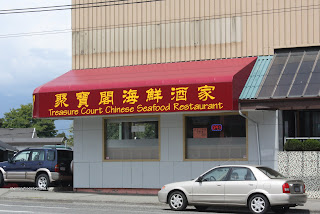 聚寶閣海鮮酒家
Treasure Court Chinese Seafood Restaurant